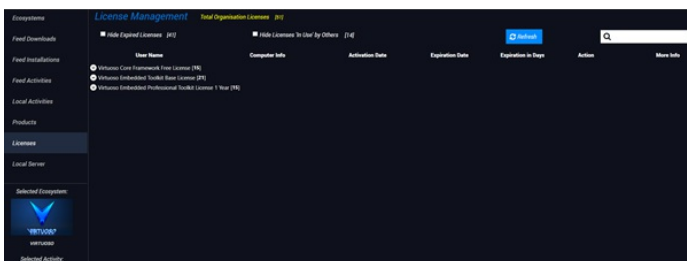 Ecosystems
Feed Downloads
Feed Installations
Feed Activities
Local Activities
Products
Licenses
Local Server
Selected Ecosystem:
VIRTUOSO
VIRTUOSO
Selected Activity:
License Management Total Organisation Licenses [51]
Hide Expired Licenses [41] Hide Licenses 'In Use' by Others [14] Refresh
User Name Computer Info Activation Date Expiration Date Expiration in Days Action More Info
Virtuoso Core Framework Free License [15]
Virtuoso Embedded Toolkit Base License [21]
Virtuoso Embedded Professional Toolkit License 1 Year [15]